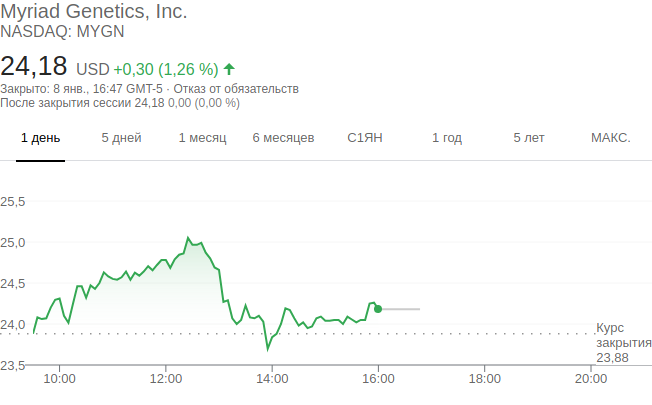 Myriad Genetics, Inc.
NASDAQ: MYGN
24,18 USD +0,30 (1,26 %)
Закрыто: 8 янв., 16:47 GMT-5 · Отказ от обязательств
После закрытия сессии 24,18 0,00 (0,00 %)
1 день 5 дней 1 месяц 6 месяцев С1ЯН 1 год 5 лет МАКС.
25,5
25,0
24,5
24,0
Курс
закрытия
23,88
23,5
10:00 12:00 14:00 16:00 18:00 20:00